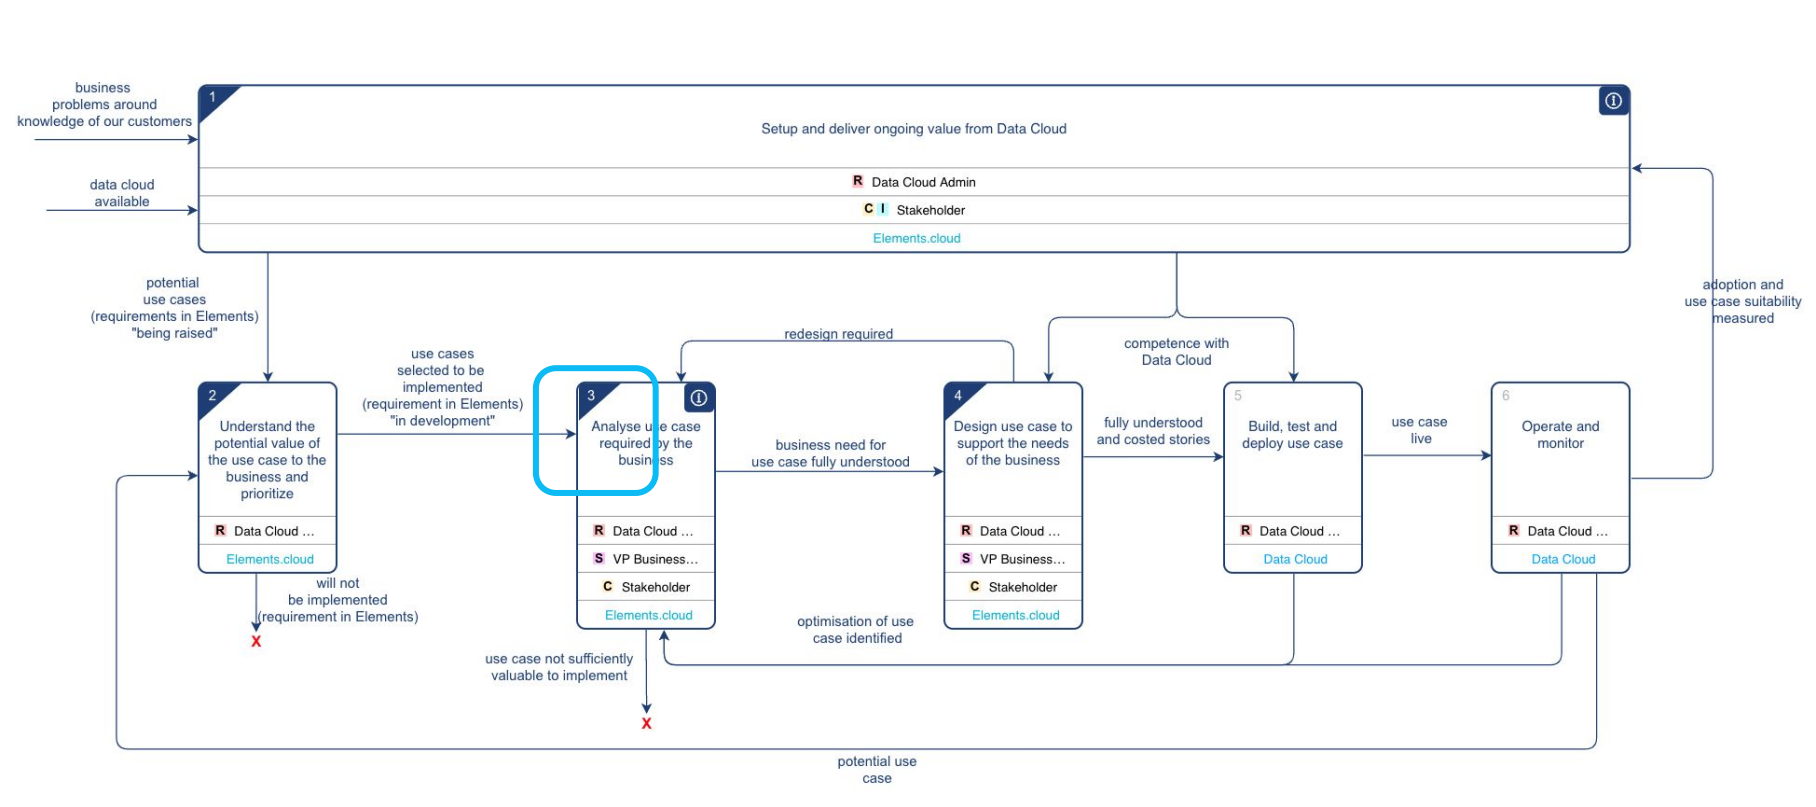 business
problems around
knowledge of our customers
1
Setup and deliver ongoing value from Data Cloud
R Data Cloud Admin
C I Stakeholder
Elements.cloud
data cloud
available
adoption and
use case suitability
measured
potential
use cases
(requirements in Elements)
"being raised"
redesign required
competence with
Data Cloud
use cases
selected to be
implemented
(requirement in Elements)
"in development"
2
Understand the
potential value of
the use case to the
business and
prioritize
R Data Cloud ...
Elements.cloud
3
Analyse use case
required by the
business
R Data Cloud ...
S VP Business...
C Stakeholder
Elements.cloud
business need for
use case fully understood
4
Design use case to
support the needs
of the business
R Data Cloud ...
S VP Business...
C Stakeholder
Elements.cloud
fully understood
and costed stories
5
Build, test and
deploy use case
R Data Cloud ...
Data Cloud
use case
live
6
Operate and
monitor
R Data Cloud ...
Data Cloud
will not
be implemented
(requirement in Elements)
X
optimisation of use
case identified
use case not sufficiently
valuable to implement
X
potential use
case